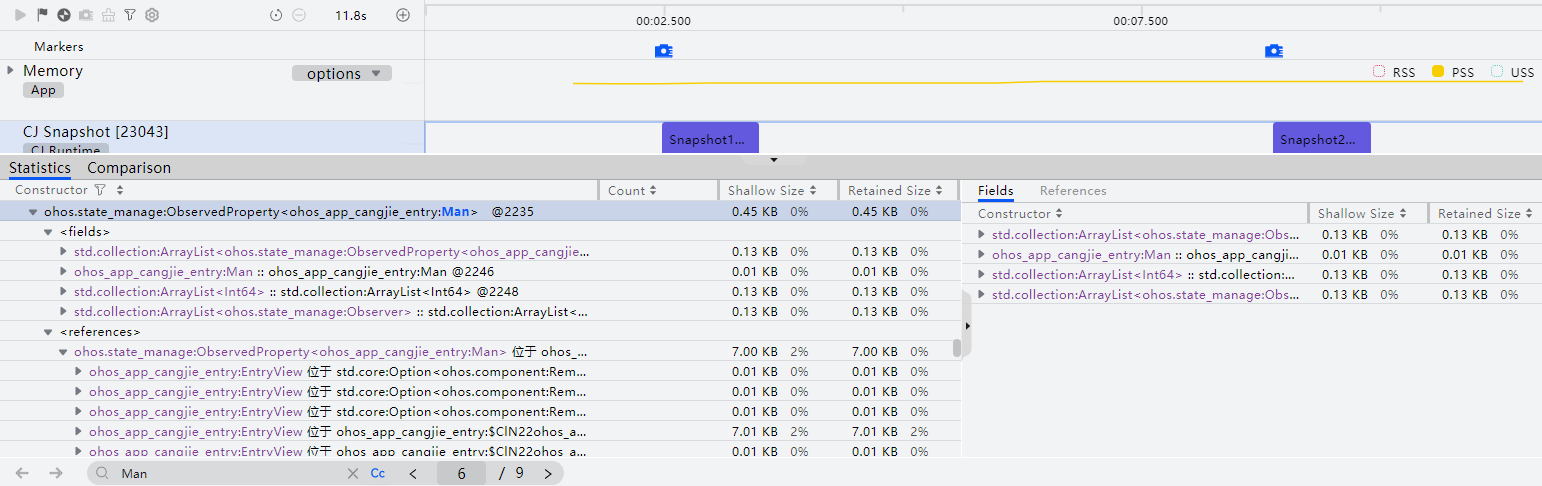 11.8s
00:02.500 00:07.500
Markers
Memory options
RSS PSS USS
App
CJ Snapshot [23043]
CJ Runtime
Snapshot1... Snapshot2...
Statistics Comparison
Constructor Count Shallow Size Retained Size
ohos.state_manage:ObservedProperty<ohos_app_cangjie_entry:Man> @2235 0.45 KB 0% 0.45 KB 0%
<fields>
std.collection:ArrayList<ohos.state_manage:ObservedProperty<ohos_app_cangjie... 0.13 KB 0% 0.13 KB 0%
ohos_app_cangjie_entry:Man :: ohos_app_cangjie_entry:Man @2246 0.01 KB 0% 0.01 KB 0%
std.collection:ArrayList<Int64> :: std.collection:ArrayList<Int64> @2248 0.13 KB 0% 0.13 KB 0%
std.collection:ArrayList<ohos.state_manage:Observer> :: std.collection:ArrayList<... 0.13 KB 0% 0.13 KB 0%
<references>
ohos.state_manage:ObservedProperty<ohos_app_cangjie_entry:Man> 位于 ohos_... 7.00 KB 2% 7.00 KB 2%
ohos_app_cangjie_entry:EntryView 位于 std.core:Option<ohos.component:Rem... 0.01 KB 0% 0.01 KB 0%
ohos_app_cangjie_entry:EntryView 位于 std.core:Option<ohos.component:Rem... 0.01 KB 0% 0.01 KB 0%
ohos_app_cangjie_entry:EntryView 位于 std.core:Option<ohos.component:Rem... 0.01 KB 0% 0.01 KB 0%
ohos_app_cangjie_entry:EntryView 位于 ohos_app_cangjie_entry:$ClN22ohos_a... 7.01 KB 2% 7.01 KB 2%
ohos_app_cangjie_entry:EntryView 位于 ohos_app_cangjie_entry:$ClN22ohos_a... 0.01 KB 0% 0.01 KB 0%
Fields References
Constructor Shallow Size Retained Size
std.collection:ArrayList<ohos.state_manage:Obs... 0.13 KB 0% 0.13 KB 0%
ohos_app_cangjie_entry:Man :: ohos_app_cangji... 0.01 KB 0% 0.01 KB 0%
std.collection:ArrayList<Int64> :: std.collection:... 0.13 KB 0% 0.13 KB 0%
std.collection:ArrayList<ohos.state_manage:Obs... 0.13 KB 0% 0.13 KB 0%
Man Cc 6 / 9